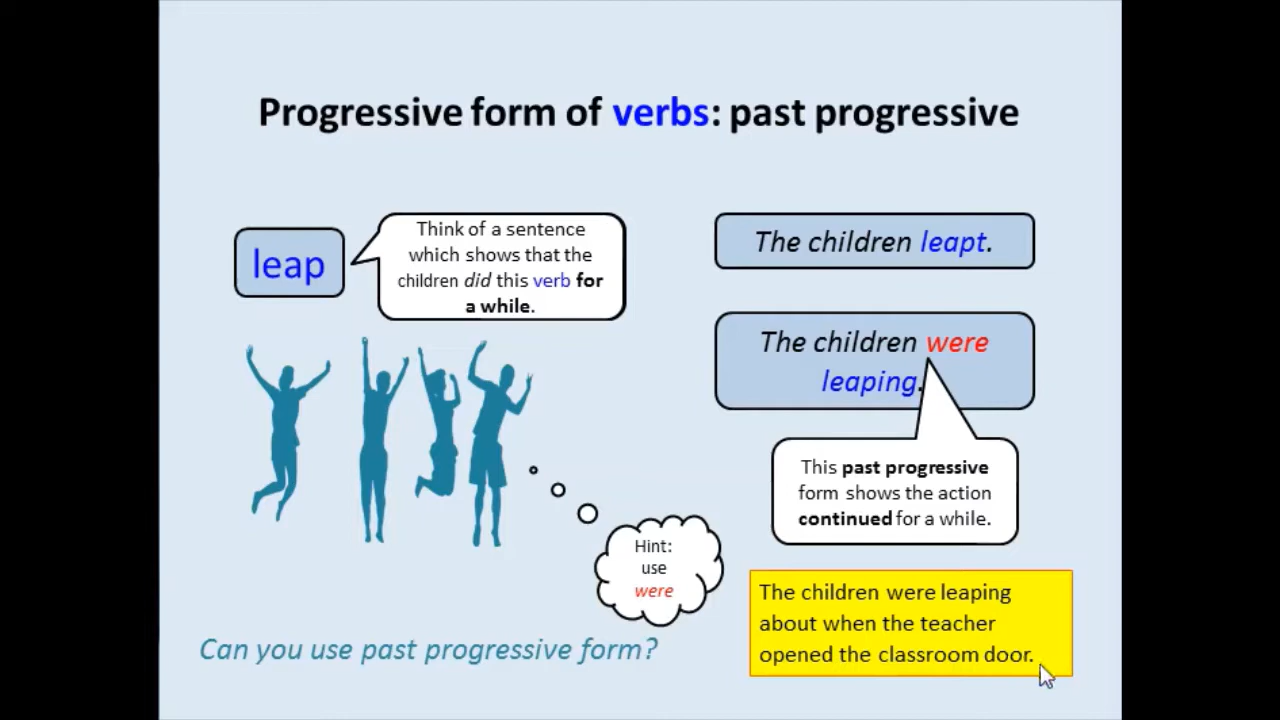 Progressive form of verbs: past progressive
leap
Think of a sentence
which shows that the
children did this verb for
a while.
The children leapt.
The children were
leaping.
This past progressive
form shows the action
continued for a while.
Hint:
use
were
The children were leaping
about when the teacher
opened the classroom door.
Can you use past progressive form?